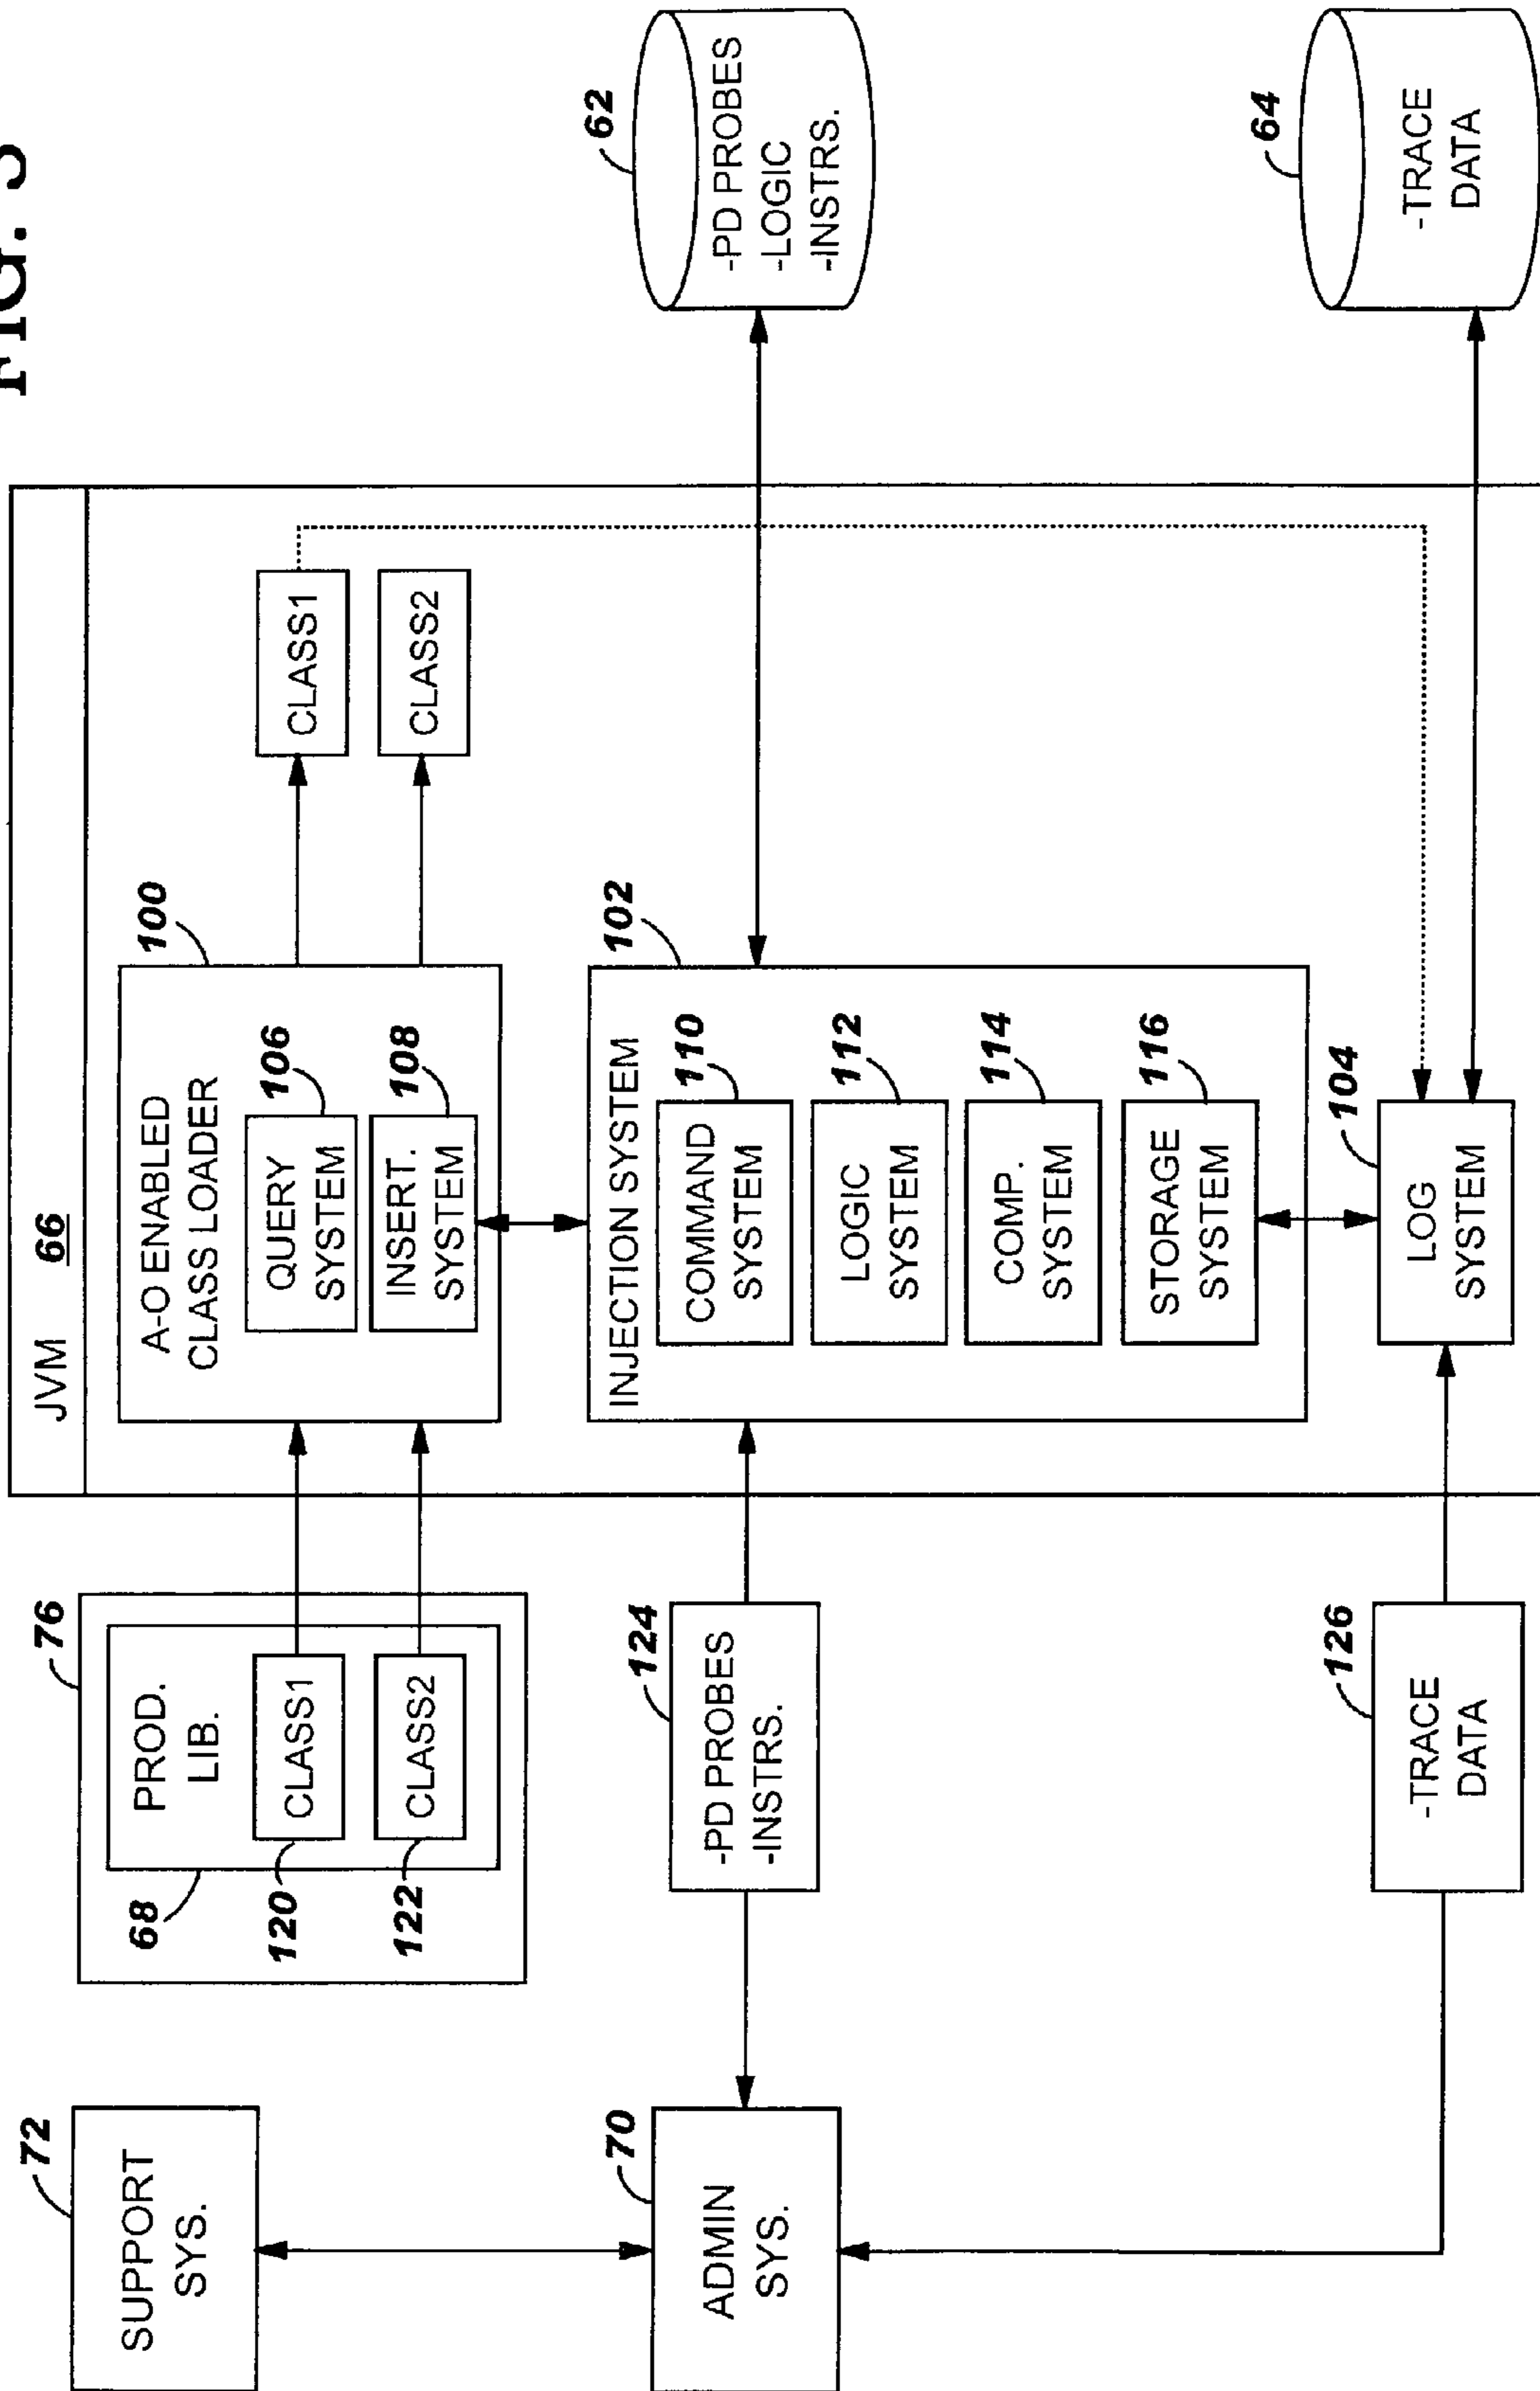 FIG.
JVM 66
72
SUPPORT
SYS.
76
68
PROD.
LIB.
120
CLASS1
122
CLASS2
100
A-O ENABLED
CLASS LOADER
106
QUERY
SYSTEM
108
INSERT.
SYSTEM
CLASS1
CLASS2
70
ADMIN
SYS.
124
-PD PROBES
-INSTRS.
102
INJECTION SYSTEM
110
COMMAND
SYSTEM
112
LOGIC
SYSTEM
114
COMP.
SYSTEM
116
STORAGE
SYSTEM
62
-PD PROBES
-LOGIC
-INSTRS.
126
-TRACE
DATA
104
LOG
SYSTEM
64
-TRACE
DATA